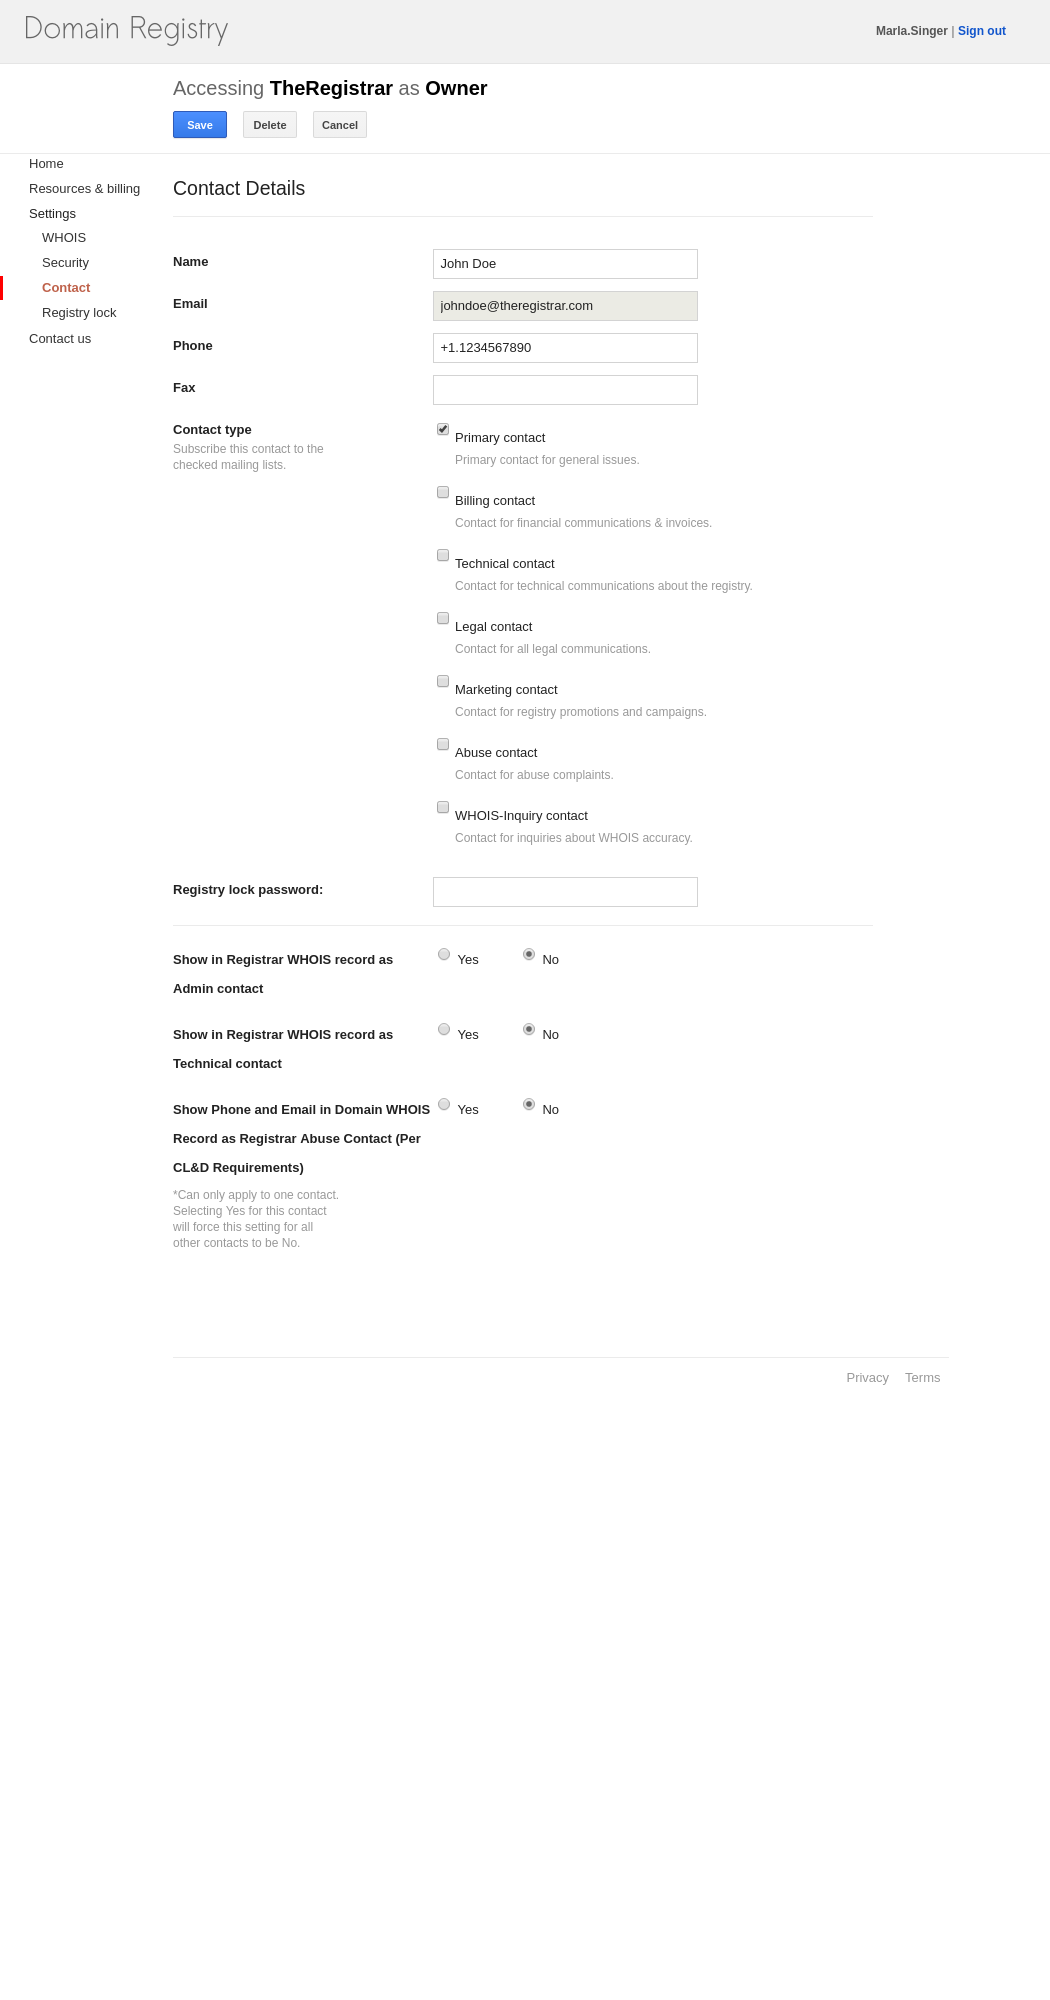 Domain Registry
Marla.Singer | Sign out
Accessing TheRegistrar as Owner
Save Delete Cancel
Home
Resources & billing
Settings
WHOIS
Security
Contact
Registry lock
Contact us
Contact Details
Name John Doe
Email johndoe@theregistrar.com
Phone +1.1234567890
Fax
Contact type
Subscribe this contact to the
checked mailing lists.
Primary contact
Primary contact for general issues.
Billing contact
Contact for financial communications & invoices.
Technical contact
Contact for technical communications about the registry.
Legal contact
Contact for all legal communications.
Marketing contact
Contact for registry promotions and campaigns.
Abuse contact
Contact for abuse complaints.
WHOIS-Inquiry contact
Contact for inquiries about WHOIS accuracy.
Registry lock password:
Show in Registrar WHOIS record as Yes No
Admin contact
Show in Registrar WHOIS record as Yes No
Technical contact
Show Phone and Email in Domain WHOIS Yes No
Record as Registrar Abuse Contact (Per
CL&D Requirements)
*Can only apply to one contact.
Selecting Yes for this contact
will force this setting for all
other contacts to be No.
Privacy Terms